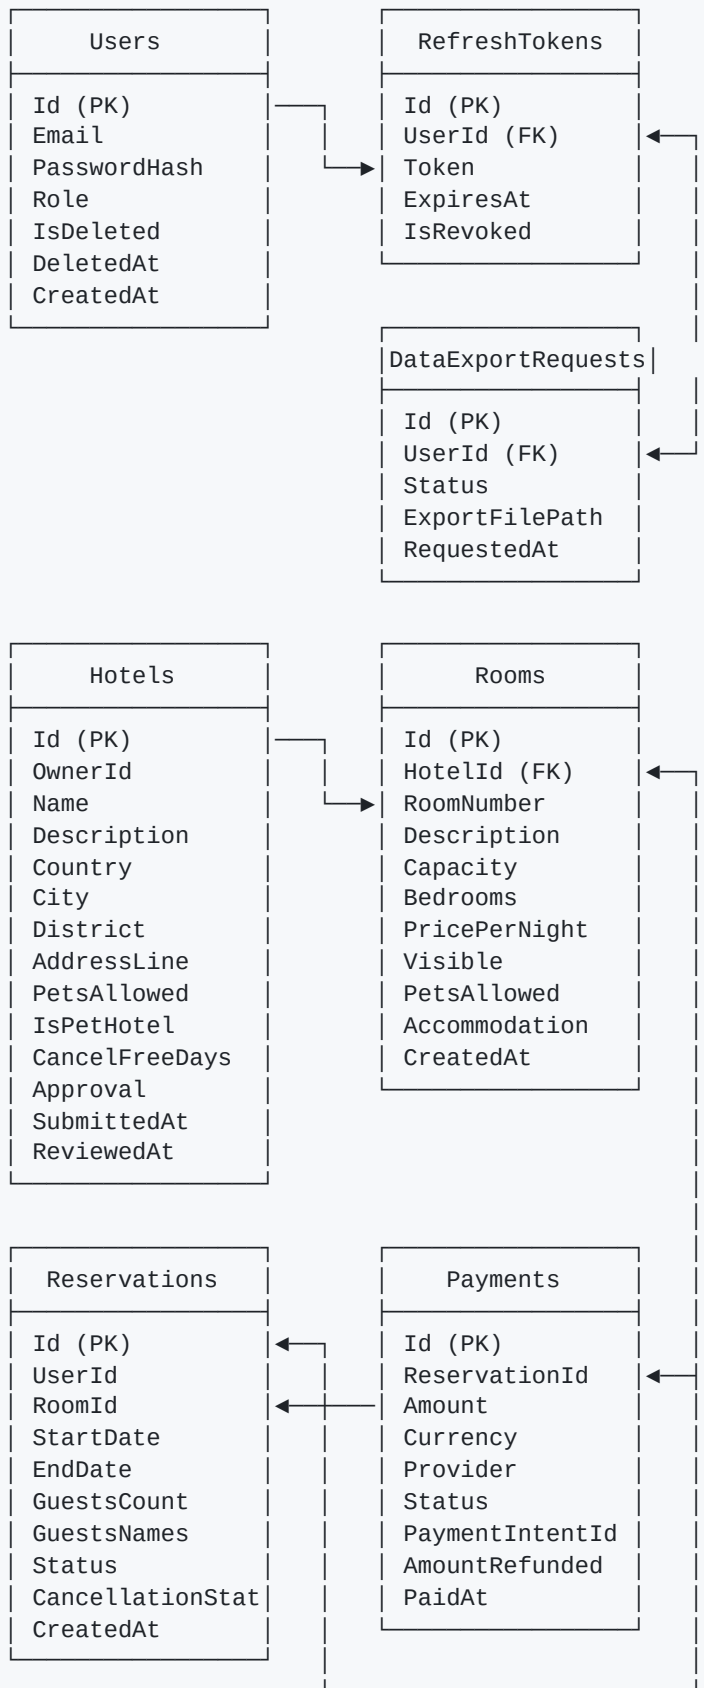 Users
Id (PK)
Email
PasswordHash
Role
IsDeleted
DeletedAt
CreatedAt
RefreshTokens
Id (PK)
UserId (FK)
Token
ExpiresAt
IsRevoked
DataExportRequests
Id (PK)
UserId (FK)
Status
ExportFilePath
RequestedAt
Hotels
Id (PK)
OwnerId
Name
Description
Country
City
District
AddressLine
PetsAllowed
IsPetHotel
CancelFreeDays
Approval
SubmittedAt
ReviewedAt
Rooms
Id (PK)
HotelId (FK)
RoomNumber
Description
Capacity
Bedrooms
PricePerNight
Visible
PetsAllowed
Accommodation
CreatedAt
Reservations
Id (PK)
UserId
RoomId
StartDate
EndDate
GuestsCount
GuestsNames
Status
CancellationStat
CreatedAt
Payments
Id (PK)
ReservationId
Amount
Currency
Provider
Status
PaymentIntentId
AmountRefunded
PaidAt